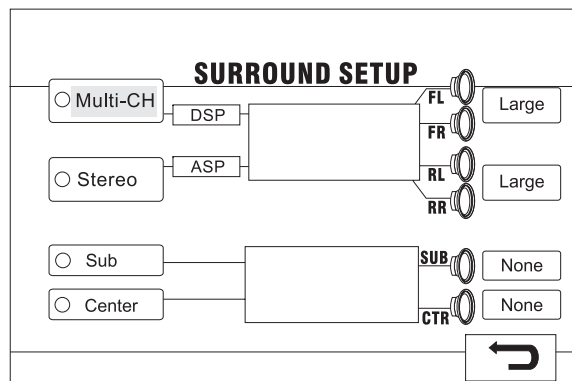 SURROUND SETUP
Multi-CH
DSP
FL
Large
FR
Stereo
ASP
RL
Large
RR
Sub
SUB
None
Center
CTR
None